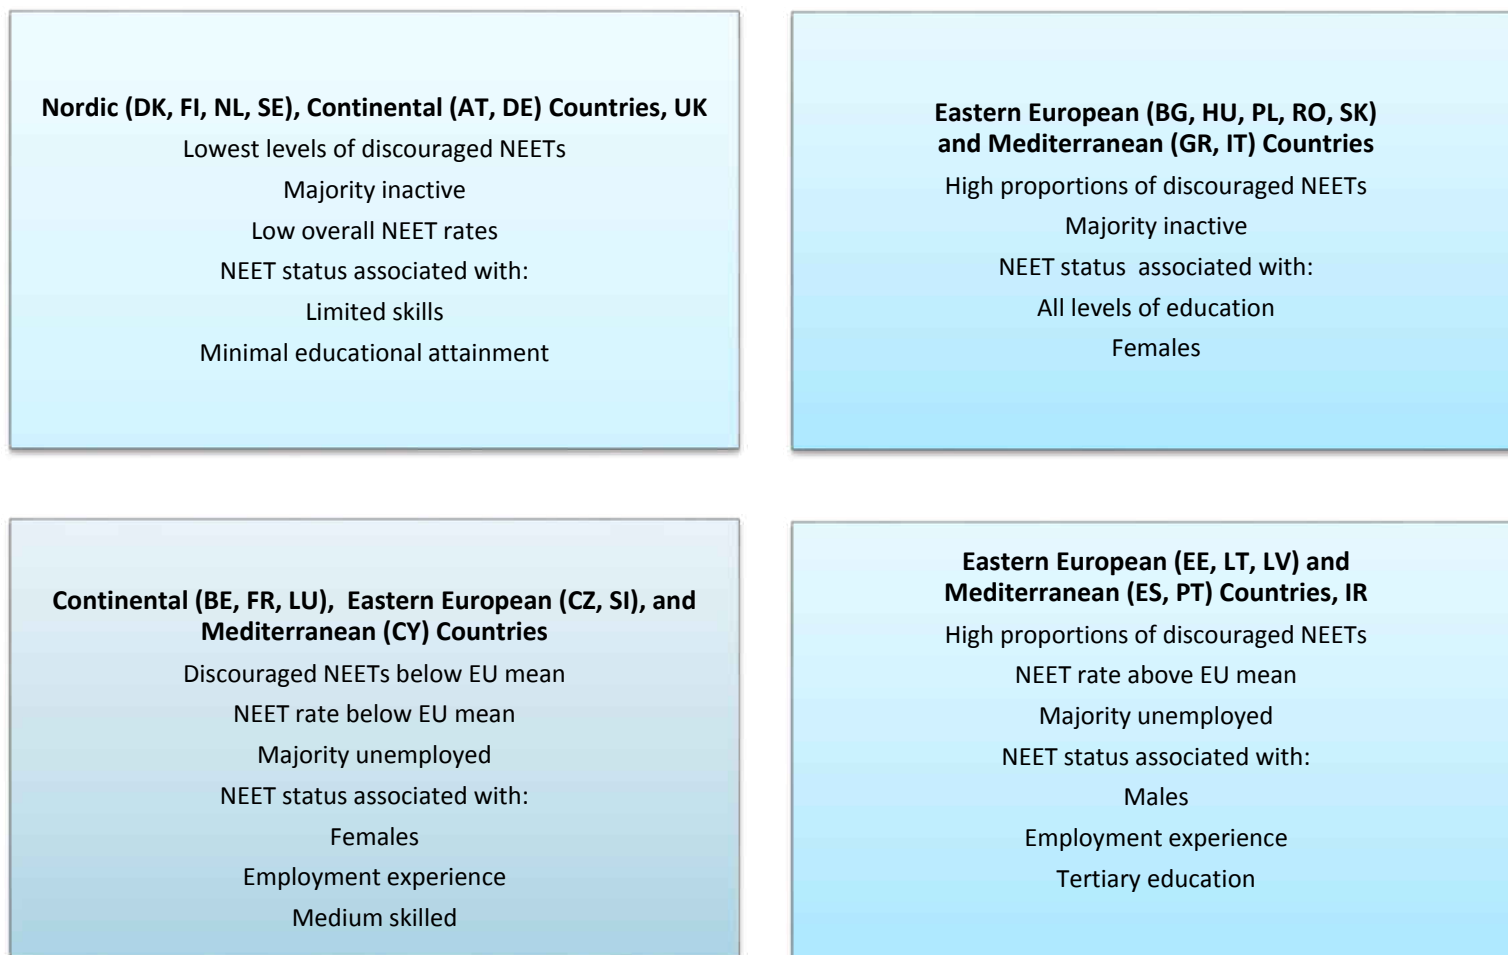 Nordic (DK, FI, NL, SE), Continental (AT, DE) Countries, UK
Lowest levels of discouraged NEETs
Majority inactive
Low overall NEET rates
NEET status associated with:
Limited skills
Minimal educational attainment
Eastern European (BG, HU, PL, RO, SK)
and Mediterranean (GR, IT) Countries
High proportions of discouraged NEETs
Majority inactive
NEET status  associated with:
All levels of education
Females
Continental (BE, FR, LU),  Eastern European (CZ, SI), and
Mediterranean (CY) Countries
Discouraged NEETs below EU mean
NEET rate below EU mean
Majority unemployed
NEET status associated with:
Females
Employment experience
Medium skilled
Eastern European (EE, LT, LV) and
Mediterranean (ES, PT) Countries, IR
High proportions of discouraged NEETs
NEET rate above EU mean
Majority unemployed
NEET status associated with:
Males
Employment experience
Tertiary education